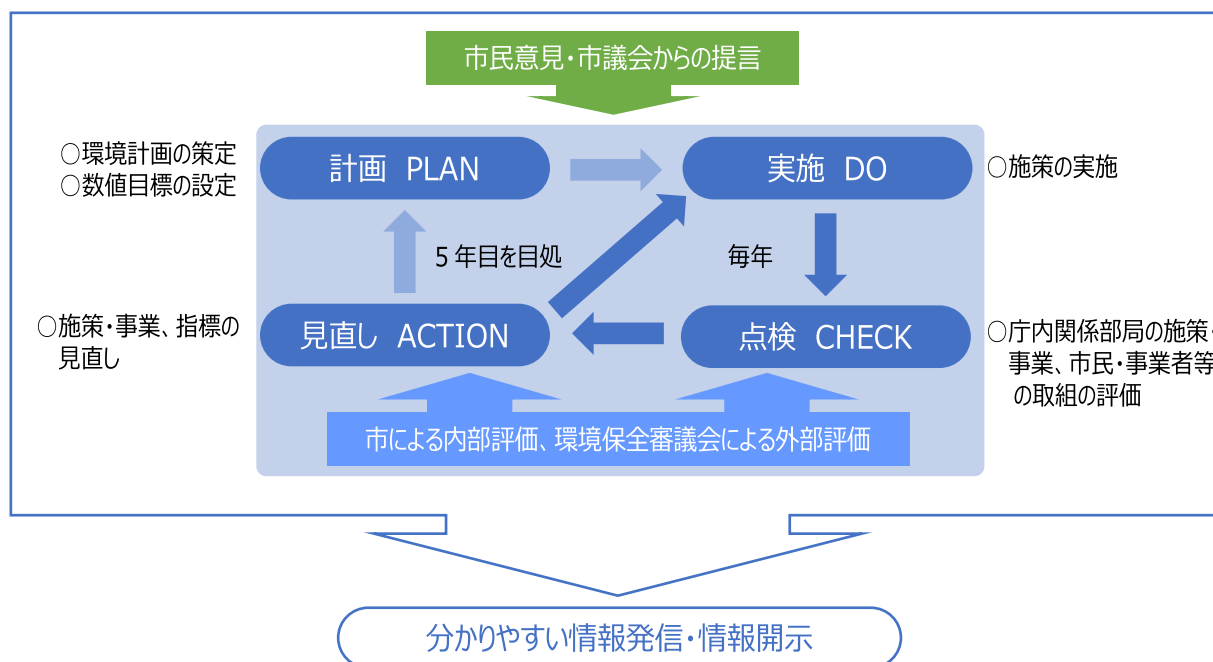 市民意見・市議会からの提言
○環境計画の策定
○数値目標の設定
計画 PLAN
実施 DO
○施策の実施
5 年目を目処
毎年
○施策・事業、指標の
見直し
見直し ACTION
点検 CHECK
○庁内関係部局の施策・
事業、市民・事業者等
の取組の評価
市による内部評価、環境保全審議会による外部評価
分かりやすい情報発信・情報開示